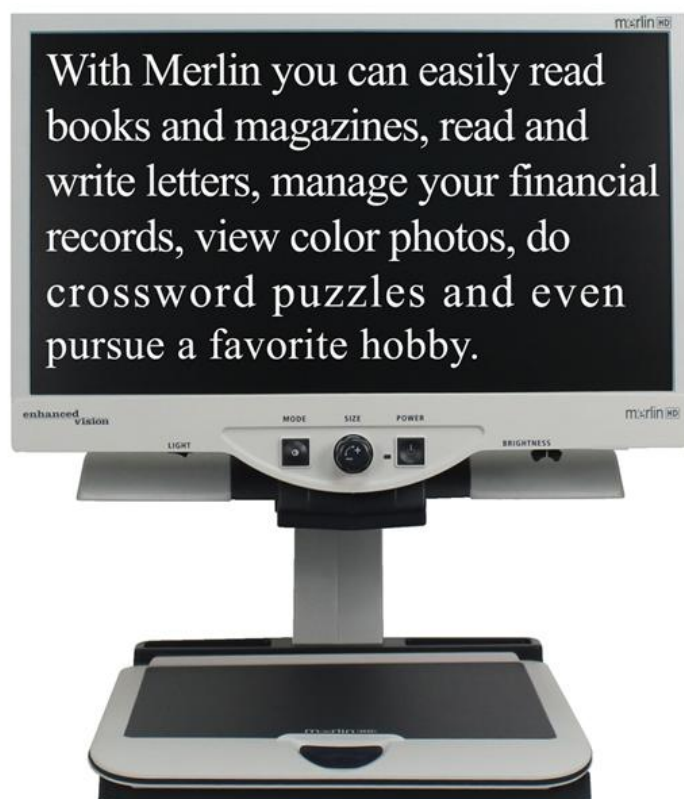 merlin HD
With Merlin you can easily read
books and magazines, read and
write letters, manage your financial
records, view color photos, do
crossword puzzles and even
pursue a favorite hobby.
enhanced
vision
merlin HD
MODE SIZE POWER
LIGHT
BRIGHTNESS
merlin HD